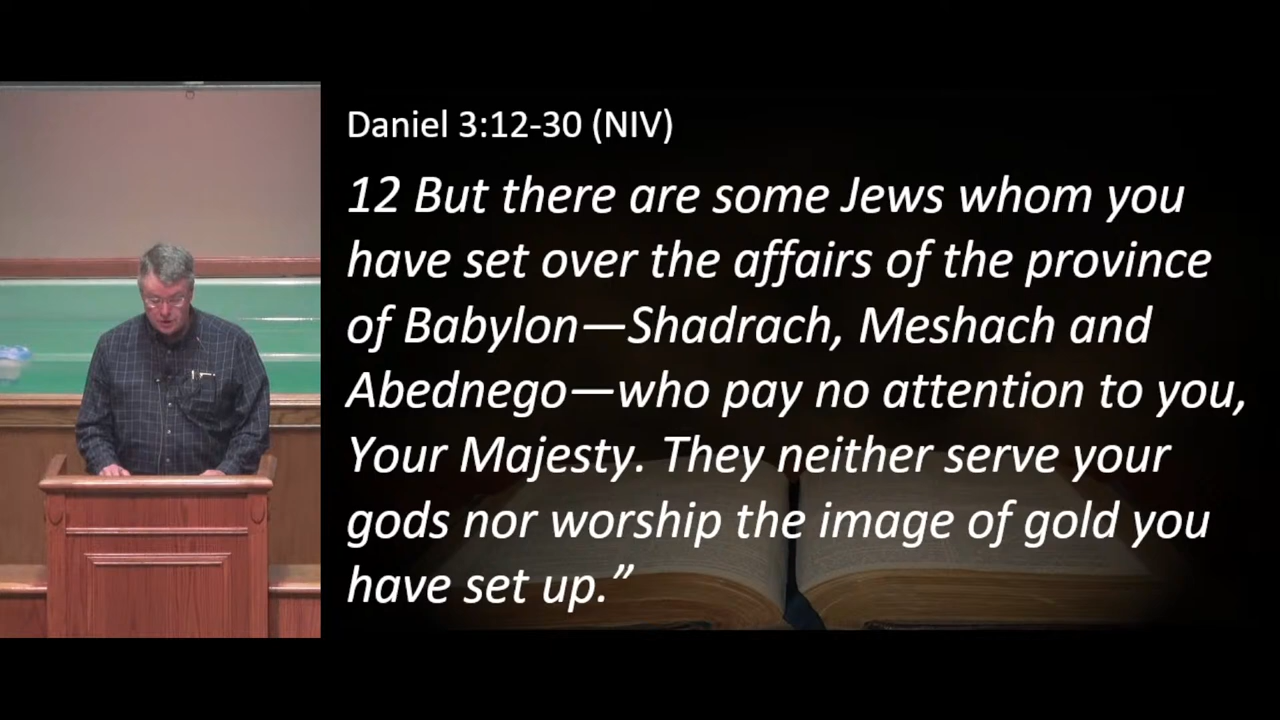 Daniel 3:12-30 (NIV)
12 But there are some Jews whom you
have set over the affairs of the province
of Babylon—Shadrach, Meshach and
Abednego—who pay no attention to you,
Your Majesty. They neither serve your
gods nor worship the image of gold you
have set up.”